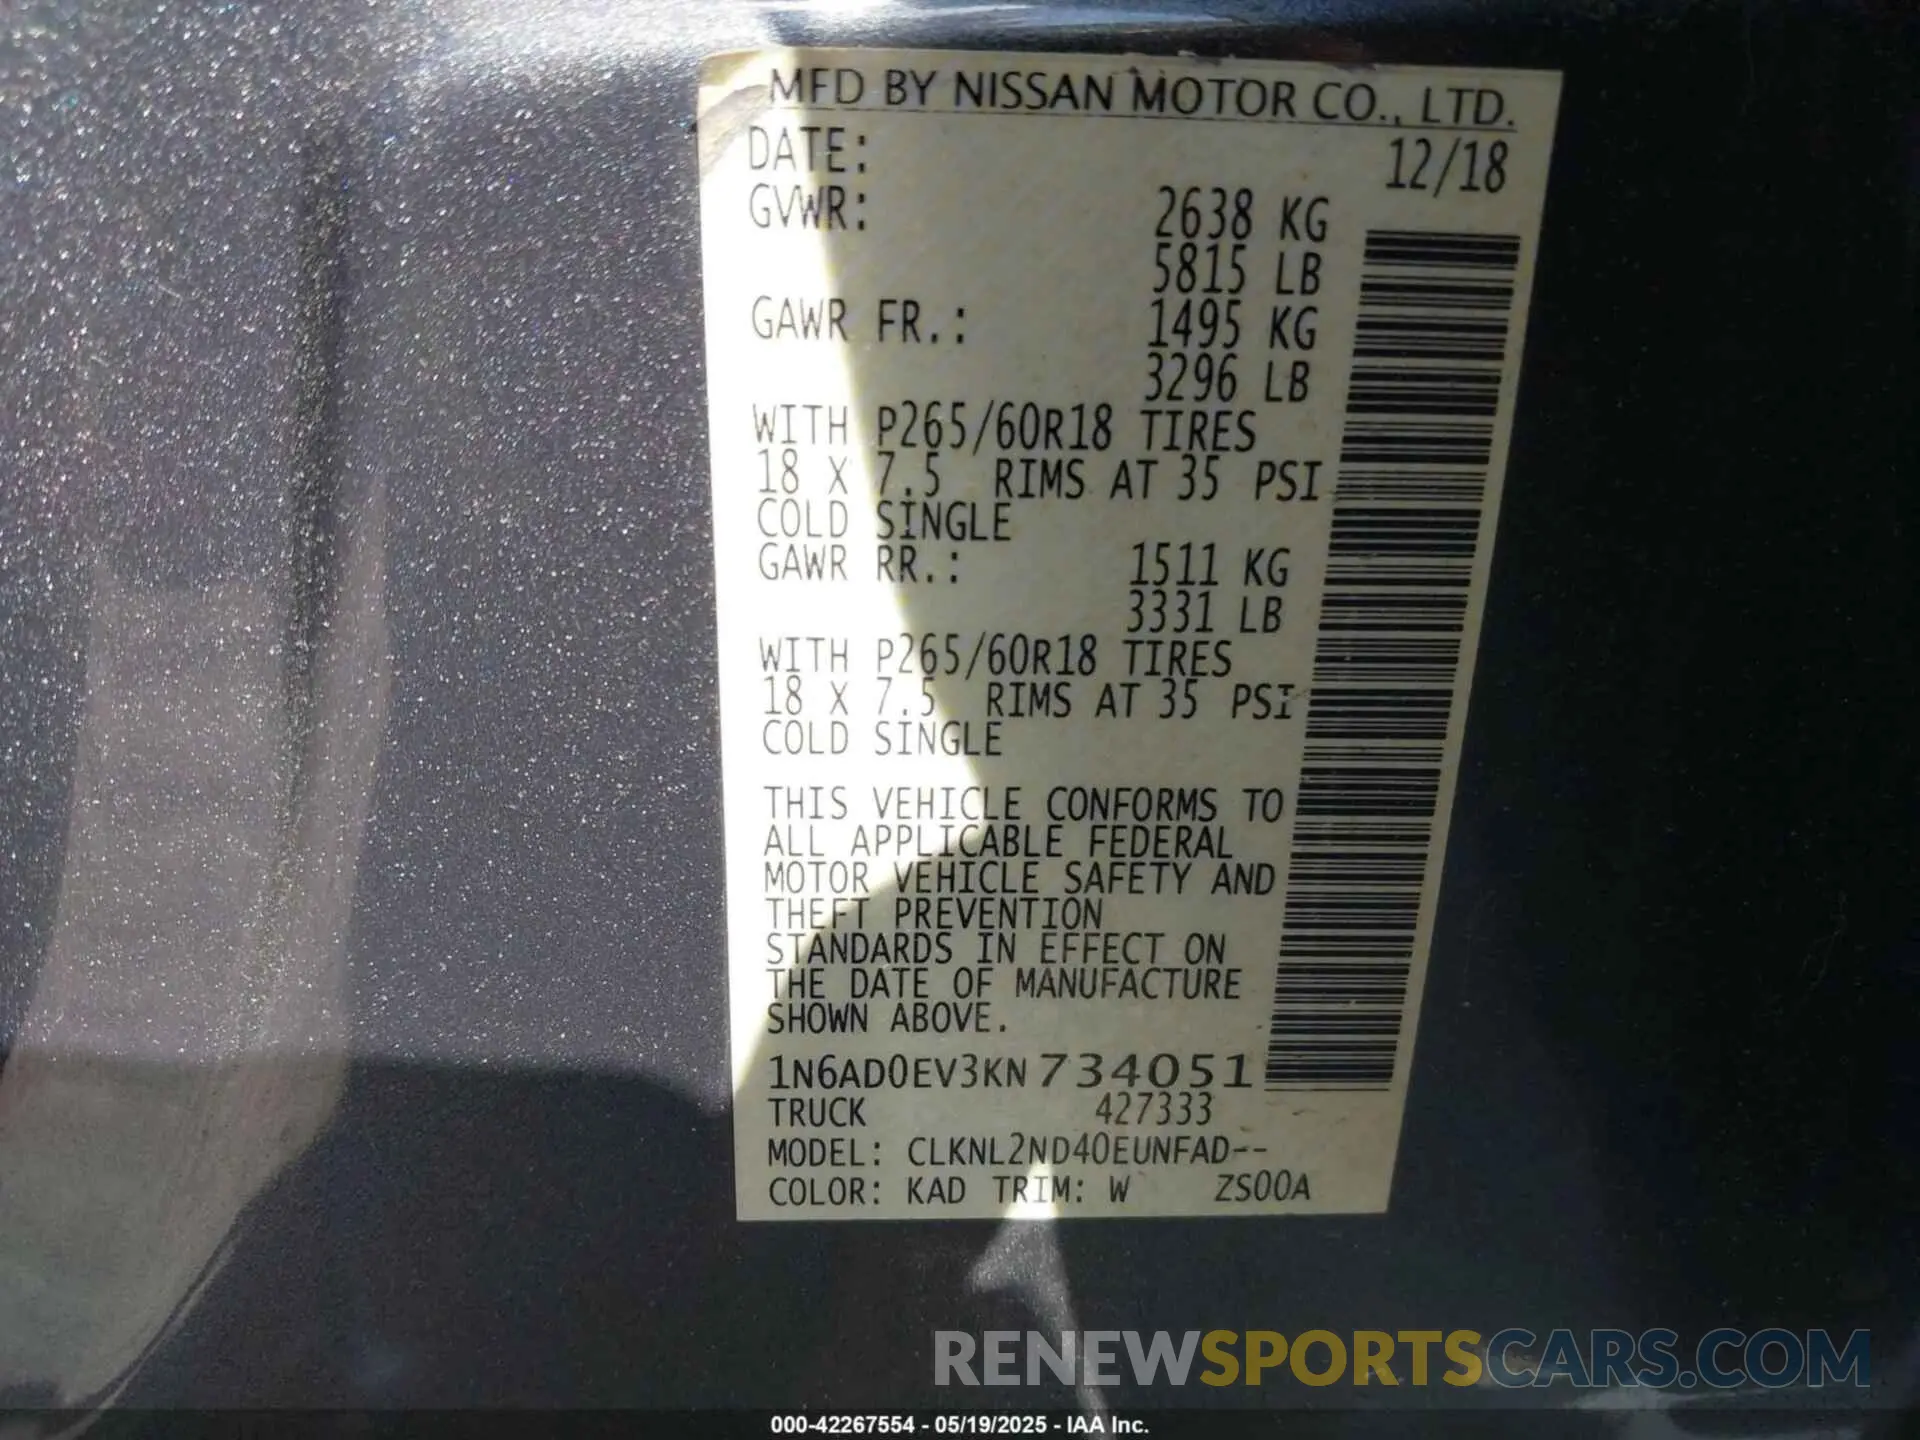 MFD BY NISSAN MOTOR CO., LTD.
DATE: 12/18
GVWR: 2638 KG
5815 LB
GAWR FR.: 1495 KG
3296 LB
WITH P265/60R18 TIRES
18 X 7.5 RIMS AT 35 PSI
COLD SINGLE
GAWR RR.: 1511 KG
3331 LB
WITH P265/60R18 TIRES
18 X 7.5 RIMS AT 35 PSI
COLD SINGLE
THIS VEHICLE CONFORMS TO
ALL APPLICABLE FEDERAL
MOTOR VEHICLE SAFETY AND
THEFT PREVENTION
STANDARDS IN EFFECT ON
THE DATE OF MANUFACTURE
SHOWN ABOVE.
1N6AD0EV3KN734051
TRUCK 427333
MODEL: CLKNL2ND40EUNFAD--
COLOR: KAD TRIM: W ZS00A
RENEWSPORTSCARS.COM
000-42267554 - 05/19/2025 - IAA Inc.